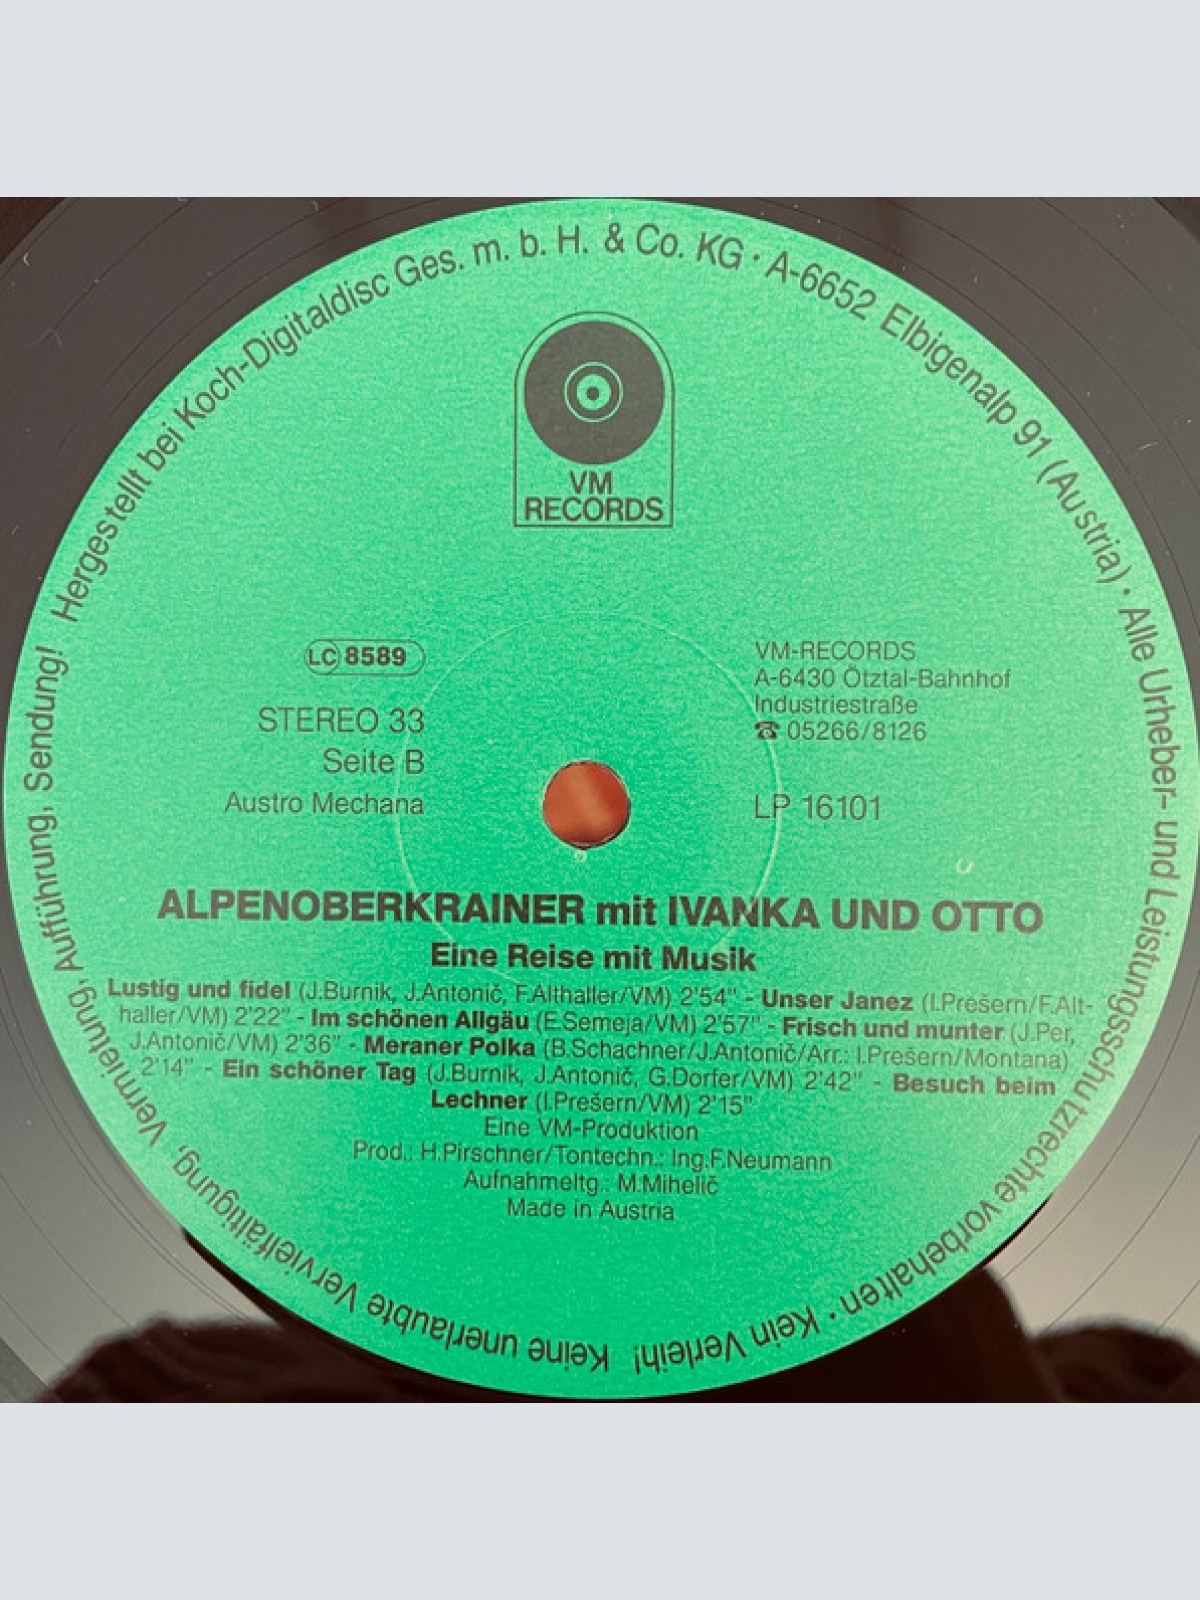 Hergestellt bei Koch-Digitaldisc Ges. m. b. H. & Co. KG · A-6652 Elbigenalp 91 (Austria) · Alle Urheber- und Leistungsschutzrechte vorbehalten · Kein Verleih! Keine unerlaubte Vervielfältigung, Vermietung, Aufführung, Sendung!
VM
RECORDS
LC 8589
STEREO 33
Seite B
Austro Mechana
VM-RECORDS
A-6430 Ötztal-Bahnhof
Industriestraße
☎ 05266/8126
LP 16101
ALPENOBERKRAINER mit IVANKA UND OTTO
Eine Reise mit Musik
Lustig und fidel (J.Burnik, J.Antonič, F.Althaller/VM) 2'54" - Unser Janez (I.Prešern/F.Alt-
haller/VM) 2'22" - Im schönen Allgäu (E.Semeja/VM) 2'57" - Frisch und munter (J.Per,
J.Antonič/VM) 2'36" - Meraner Polka (B.Schachner/J.Antonič/Arr.: I.Prešern/Montana)
2'14" - Ein schöner Tag (J.Burnik, J.Antonič, G.Dorfer/VM) 2'42" - Besuch beim
Lechner (I.Prešern/VM) 2'15"
Eine VM-Produktion
Prod.: H.Pirschner/Tontechn.: Ing.F.Neumann
Aufnahmeltg.: M.Mihelič
Made in Austria